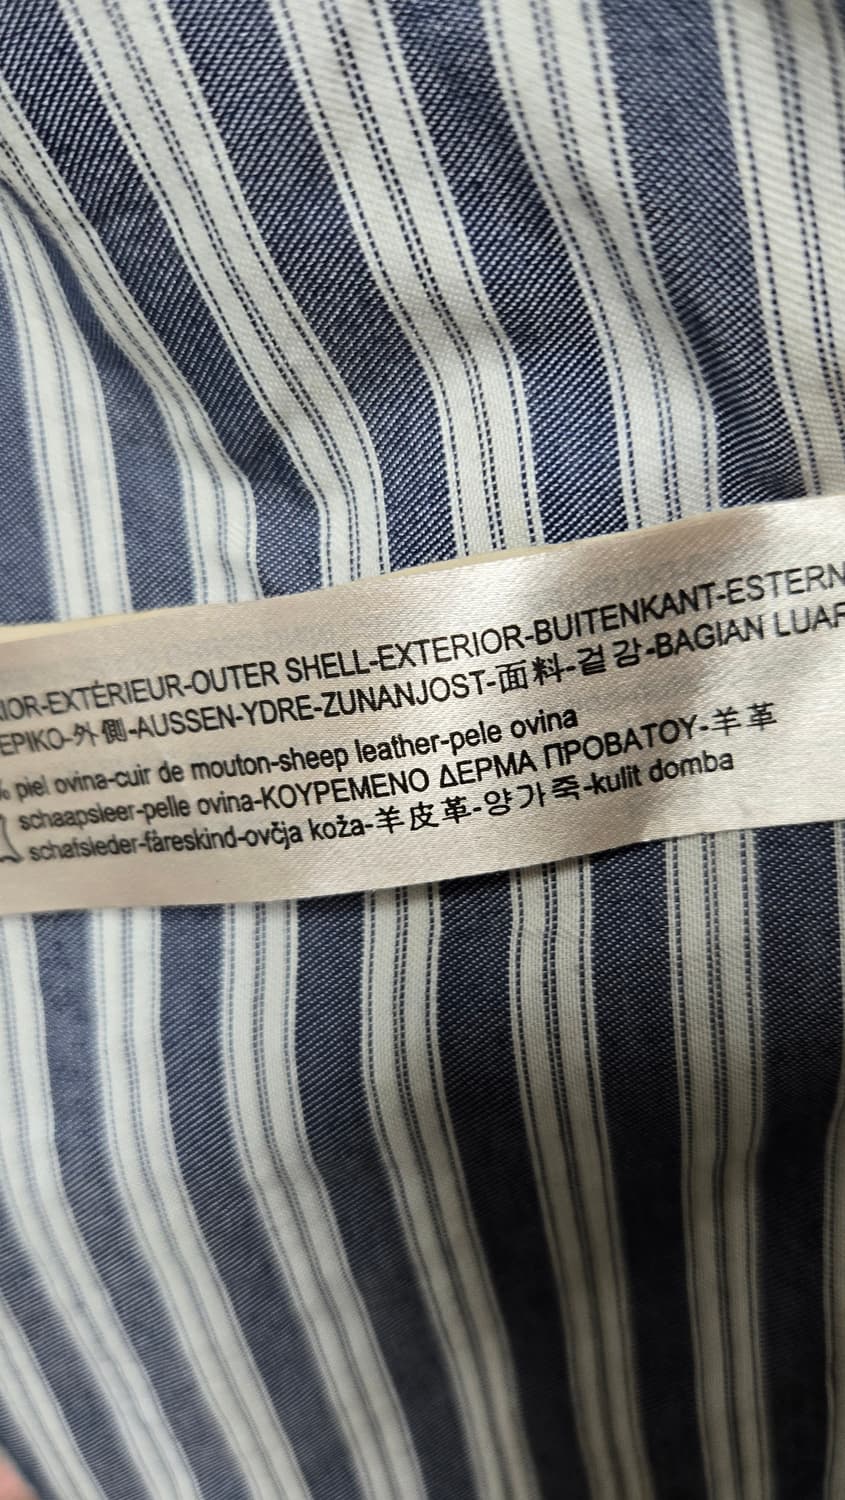 IOR-EXTÉRIEUR-OUTER SHELL-EXTERIOR-BUITENKANT-ESTERN
EPIKO-外側-AUSSEN-YDRE-ZUNANJOST-面料-겉감-BAGIAN LUAR
% piel ovina-cuir de mouton-sheep leather-pele ovina
schaapsleer-pelle ovina-ΚΟΥΡΕΜΕΝΟ ΔΕΡΜΑ ΠΡΟΒΑΤΟΥ-羊革
schafsleder-fåreskind-ovčja koža-羊皮革-양가죽-kulit domba